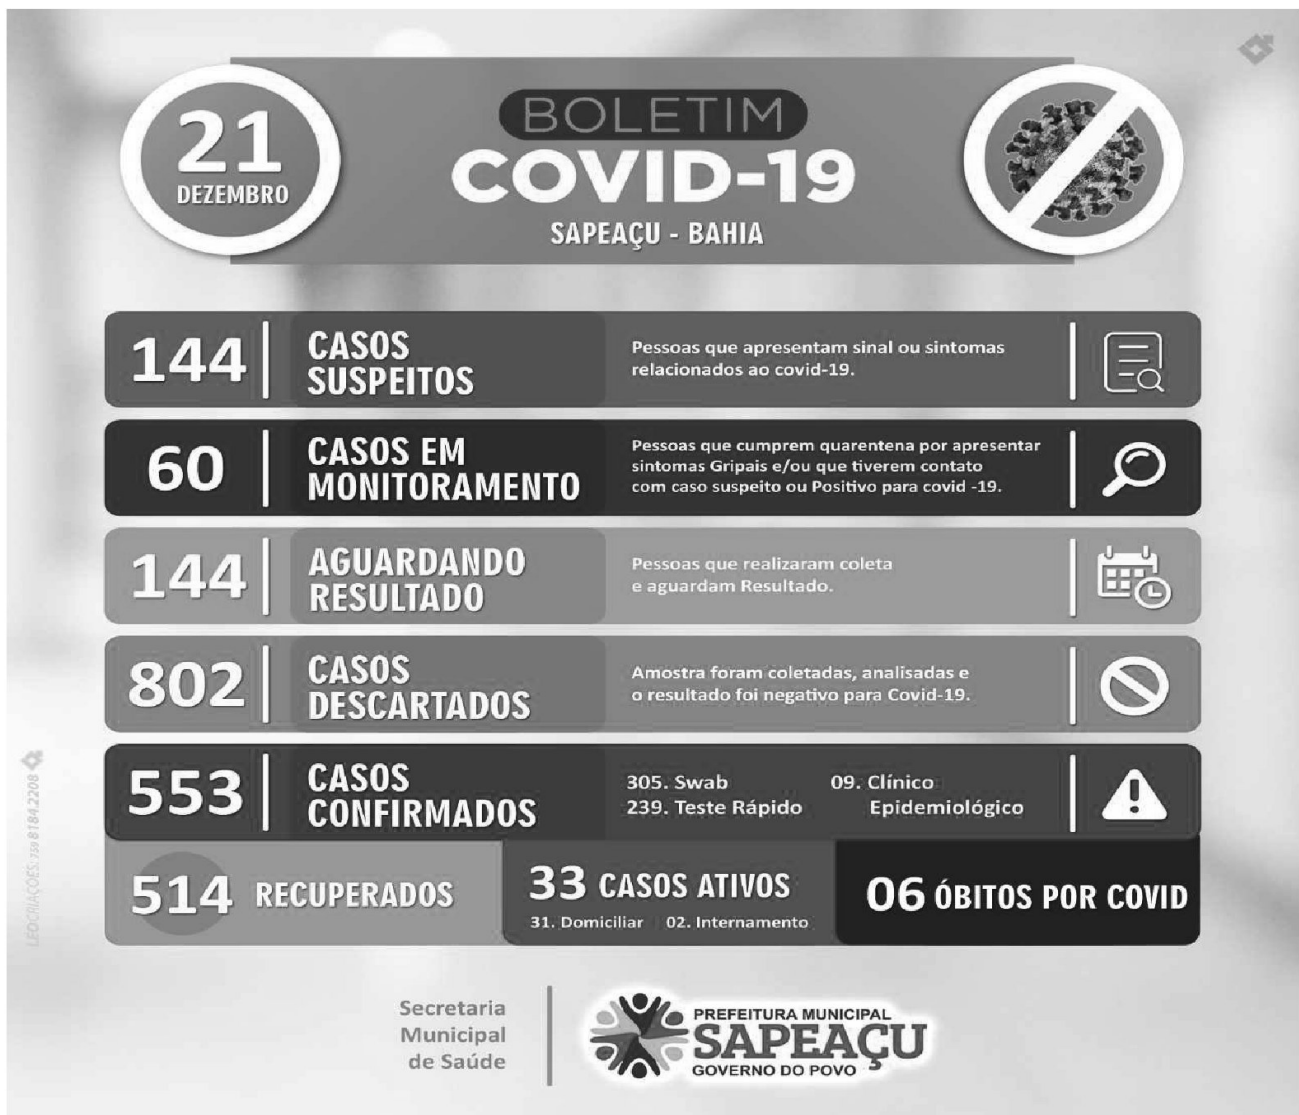 21
DEZEMBRO
BOLETIM
COVID-19
SAPEAÇU - BAHIA
144
CASOS
SUSPEITOS
Pessoas que apresentam sinal ou sintomas
relacionados ao covid-19.
60
CASOS EM
MONITORAMENTO
Pessoas que cumprem quarentena por apresentar
sintomas Gripais e/ou que tiverem contato
com caso suspeito ou Positivo para covid -19.
144
AGUARDANDO
RESULTADO
Pessoas que realizaram coleta
e aguardam Resultado.
802
CASOS
DESCARTADOS
Amostra foram coletadas, analisadas e
o resultado foi negativo para Covid-19.
553
CASOS
CONFIRMADOS
305. Swab
239. Teste Rápido
09. Clínico
Epidemiológico
514 RECUPERADOS
33 CASOS ATIVOS
31. Domiciliar 02. Internamento
06 ÓBITOS POR COVID
LEOCRIAÇÕES: 759 8184.2208
Secretaria
Municipal
de Saúde
PREFEITURA MUNICIPAL
SAPEAÇU
GOVERNO DO POVO